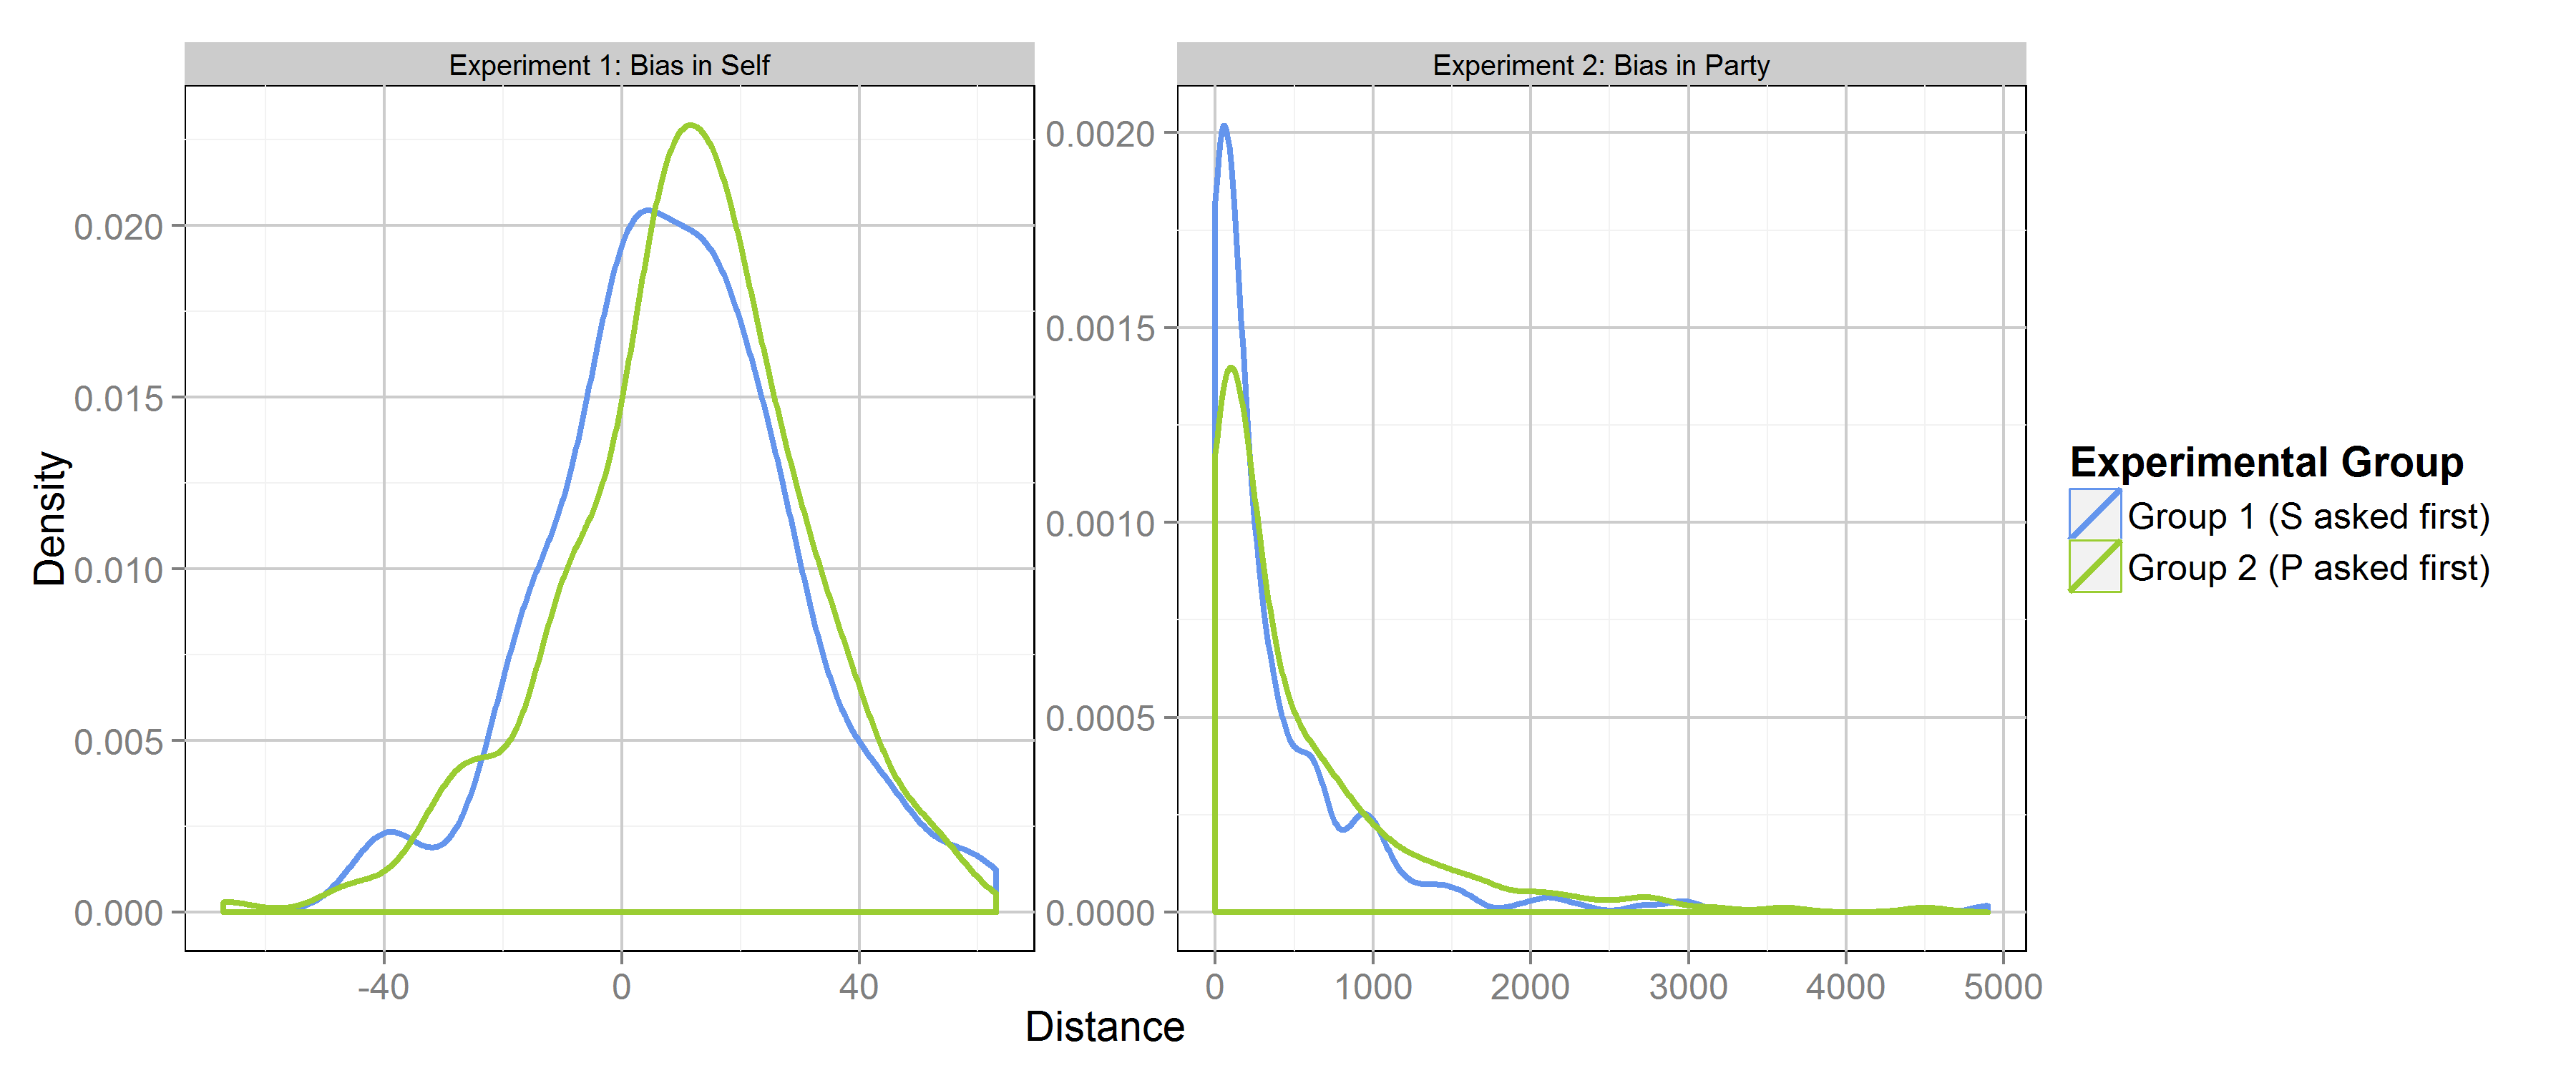 Experiment 1: Bias in Self
Experiment 2: Bias in Party
Density
0.020
0.015
0.010
0.005
0.000
-40 0 40
0.0020
0.0015
0.0010
0.0005
0.0000
0 1000 2000 3000 4000 5000
Distance
Experimental Group
Group 1 (S asked first)
Group 2 (P asked first)